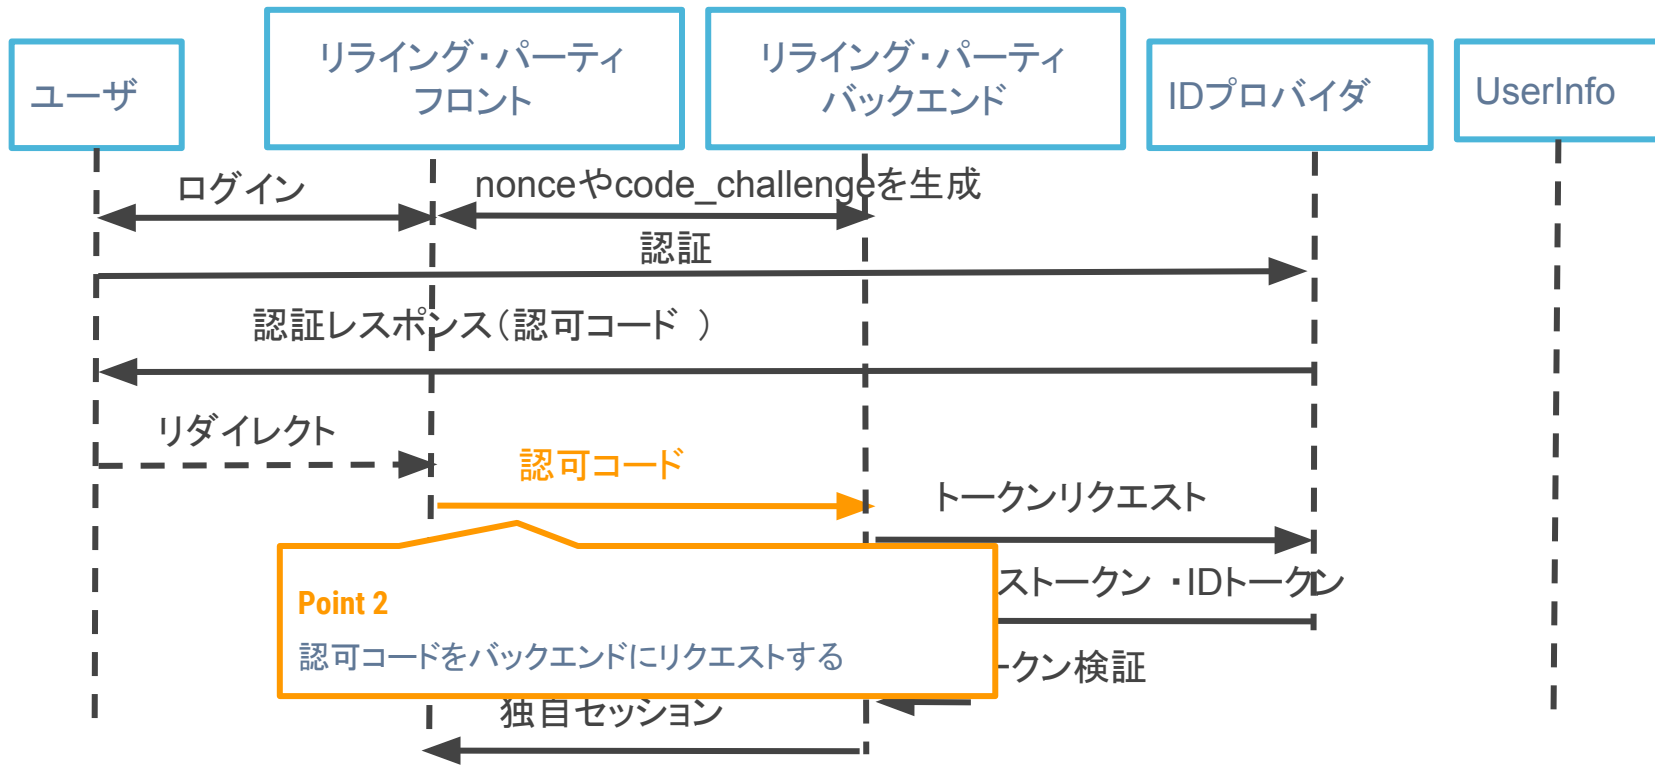 ユーザ
リライング・パーティ
フロント
リライング・パーティ
バックエンド
IDプロバイダ
UserInfo
ログイン
nonceやcode_challengeを生成
認証
認証レスポンス（認可コード ）
リダイレクト
認可コード
トークンリクエスト
ストークン ・IDトークン
Point 2
認可コードをバックエンドにリクエストする
ークン検証
独自セッション